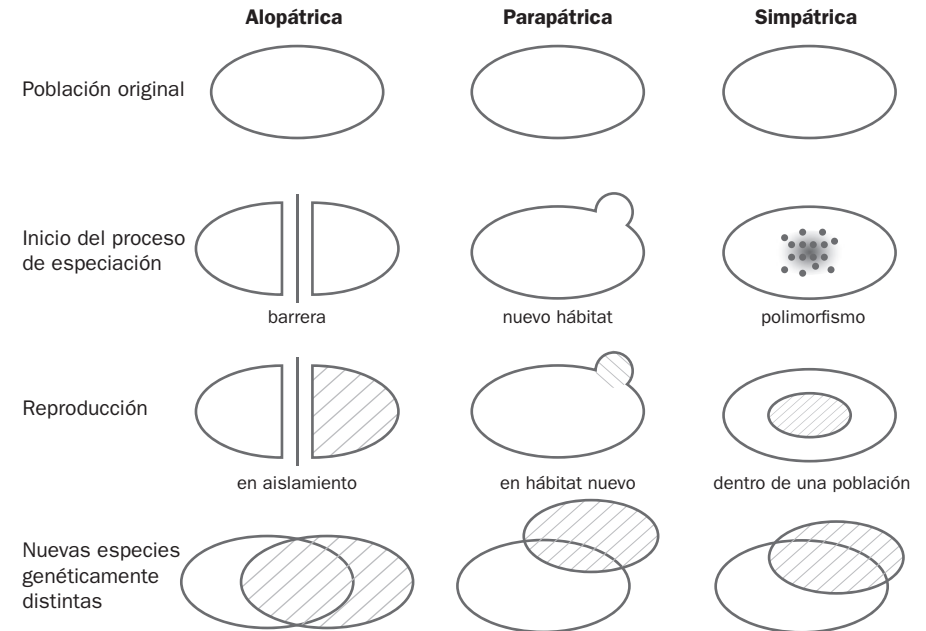 Alopátrica
Parapátrica
Simpátrica
Población original
Inicio del proceso
de especiación
barrera
nuevo hábitat
polimorfismo
Reproducción
en aislamiento
en hábitat nuevo
dentro de una población
Nuevas especies
genéticamente
distintas